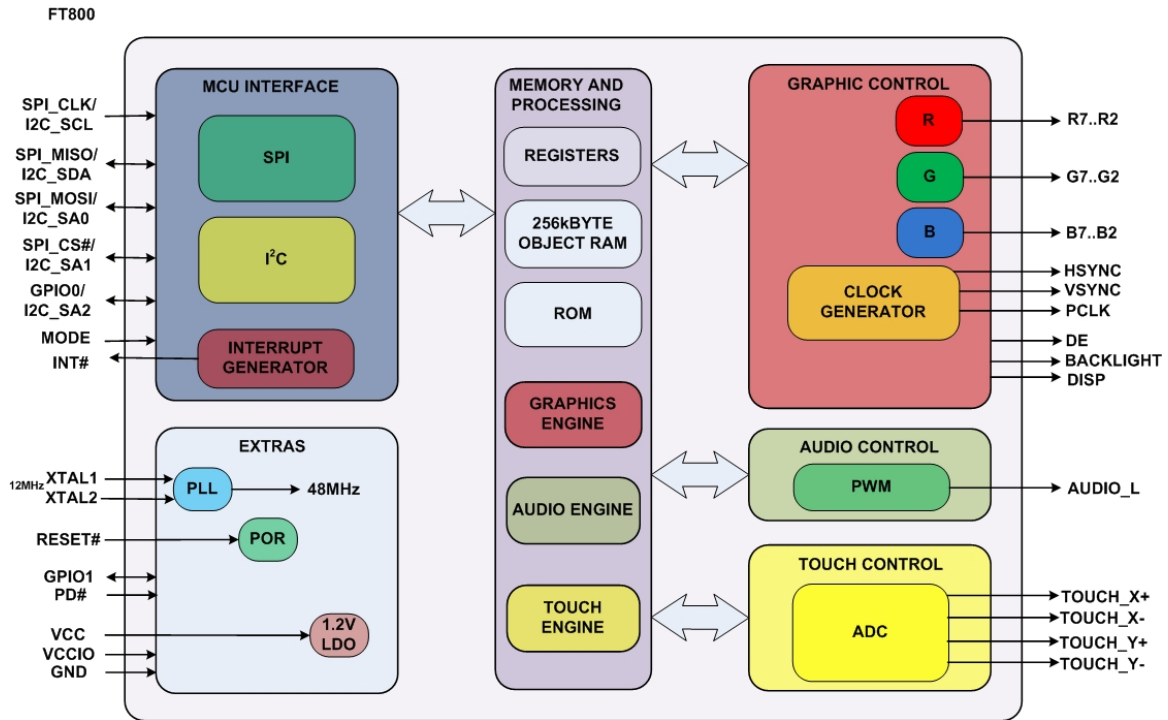 FT800
MCU INTERFACE
SPI_CLK/
I2C_SCL
SPI_MISO/
I2C_SDA
SPI_MOSI/
I2C_SA0
SPI_CS#/
I2C_SA1
GPIO0/
I2C_SA2
MODE
INT#
SPI
I²C
INTERRUPT
GENERATOR
EXTRAS
12MHz XTAL1
XTAL2
PLL
48MHz
RESET#
POR
GPIO1
PD#
VCC
VCCIO
GND
1.2V
LDO
MEMORY AND
PROCESSING
REGISTERS
256kBYTE
OBJECT RAM
ROM
GRAPHICS
ENGINE
AUDIO ENGINE
TOUCH
ENGINE
GRAPHIC CONTROL
R
R7..R2
G
G7..G2
B
B7..B2
CLOCK
GENERATOR
HSYNC
VSYNC
PCLK
DE
BACKLIGHT
DISP
AUDIO CONTROL
PWM
AUDIO_L
TOUCH CONTROL
ADC
TOUCH_X+
TOUCH_X-
TOUCH_Y+
TOUCH_Y-